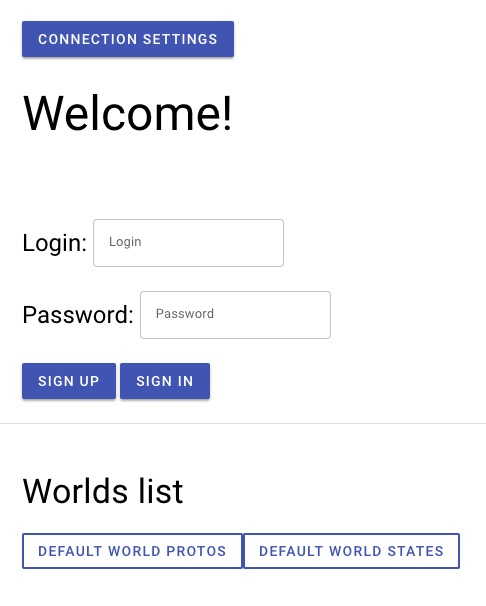 CONNECTION SETTINGS
Welcome!
Login: Login
Password: Password
SIGN UP SIGN IN
Worlds list
DEFAULT WORLD PROTOS DEFAULT WORLD STATES